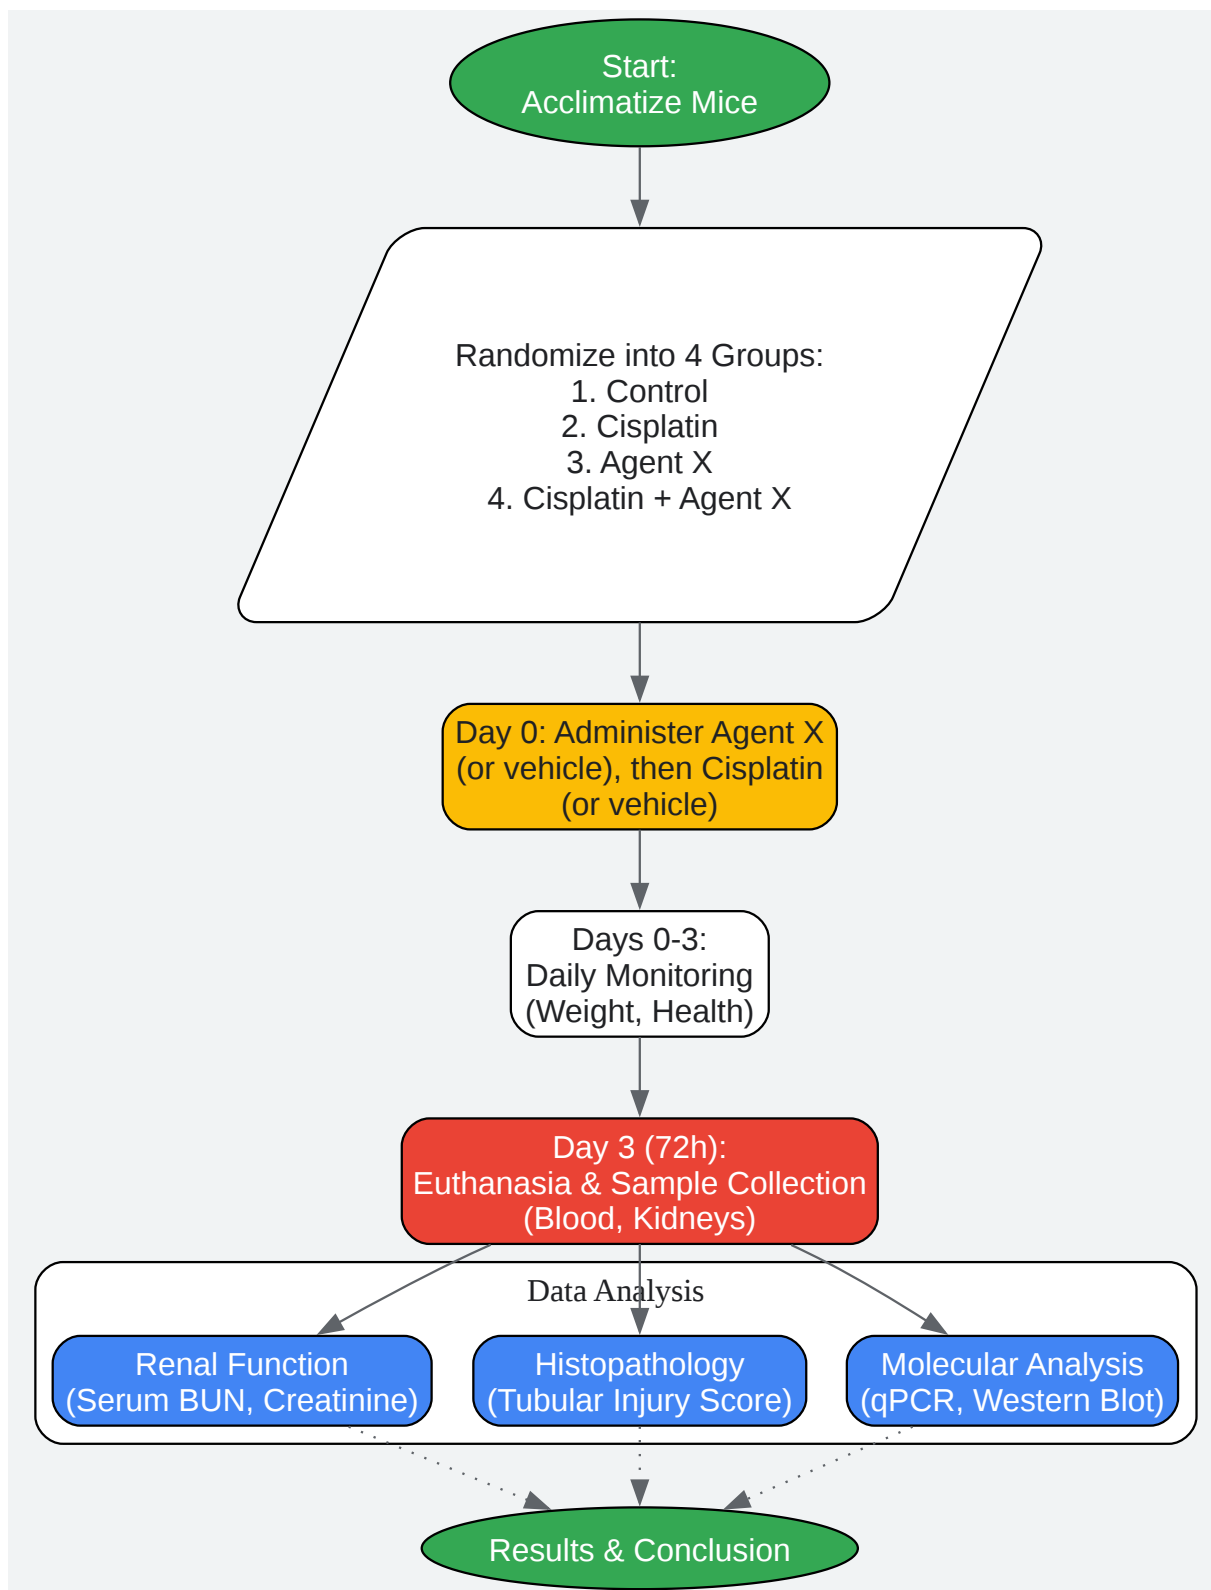 Start:
Acclimatize Mice
Randomize into 4 Groups:
1. Control
2. Cisplatin
3. Agent X
4. Cisplatin + Agent X
Day 0: Administer Agent X
(or vehicle), then Cisplatin
(or vehicle)
Days 0-3:
Daily Monitoring
(Weight, Health)
Day 3 (72h):
Euthanasia & Sample Collection
(Blood, Kidneys)
Data Analysis
Renal Function
(Serum BUN, Creatinine)
Histopathology
(Tubular Injury Score)
Molecular Analysis
(qPCR, Western Blot)
Results & Conclusion